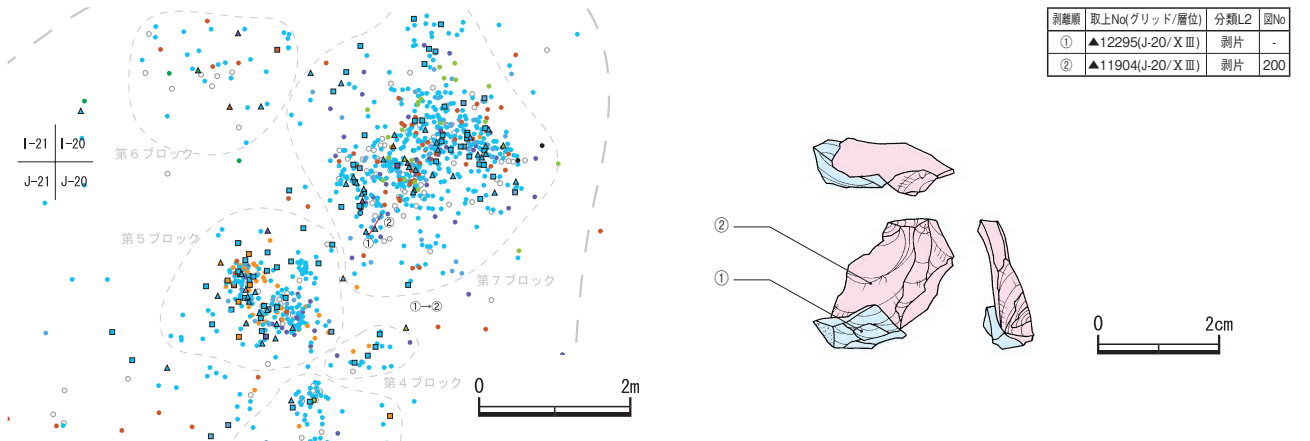 剥離順 取上No(グリッド/層位) 分類L2 図No
① ▲12295(J-20/ⅩⅢ) 剥片 -
② ▲11904(J-20/ⅩⅢ) 剥片 200
I-21 I-20
J-21 J-20
第6ブロック
②
①
第5ブロック
第7ブロック
①→②
第4ブロック
0 2m
②
①
0 2cm